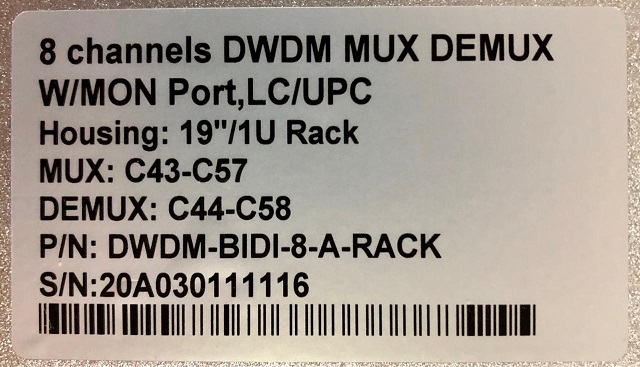 8 channels DWDM MUX DEMUX
W/MON Port,LC/UPC
Housing: 19"/1U Rack
MUX: C43-C57
DEMUX: C44-C58
P/N: DWDM-BIDI-8-A-RACK
S/N:20A030111116